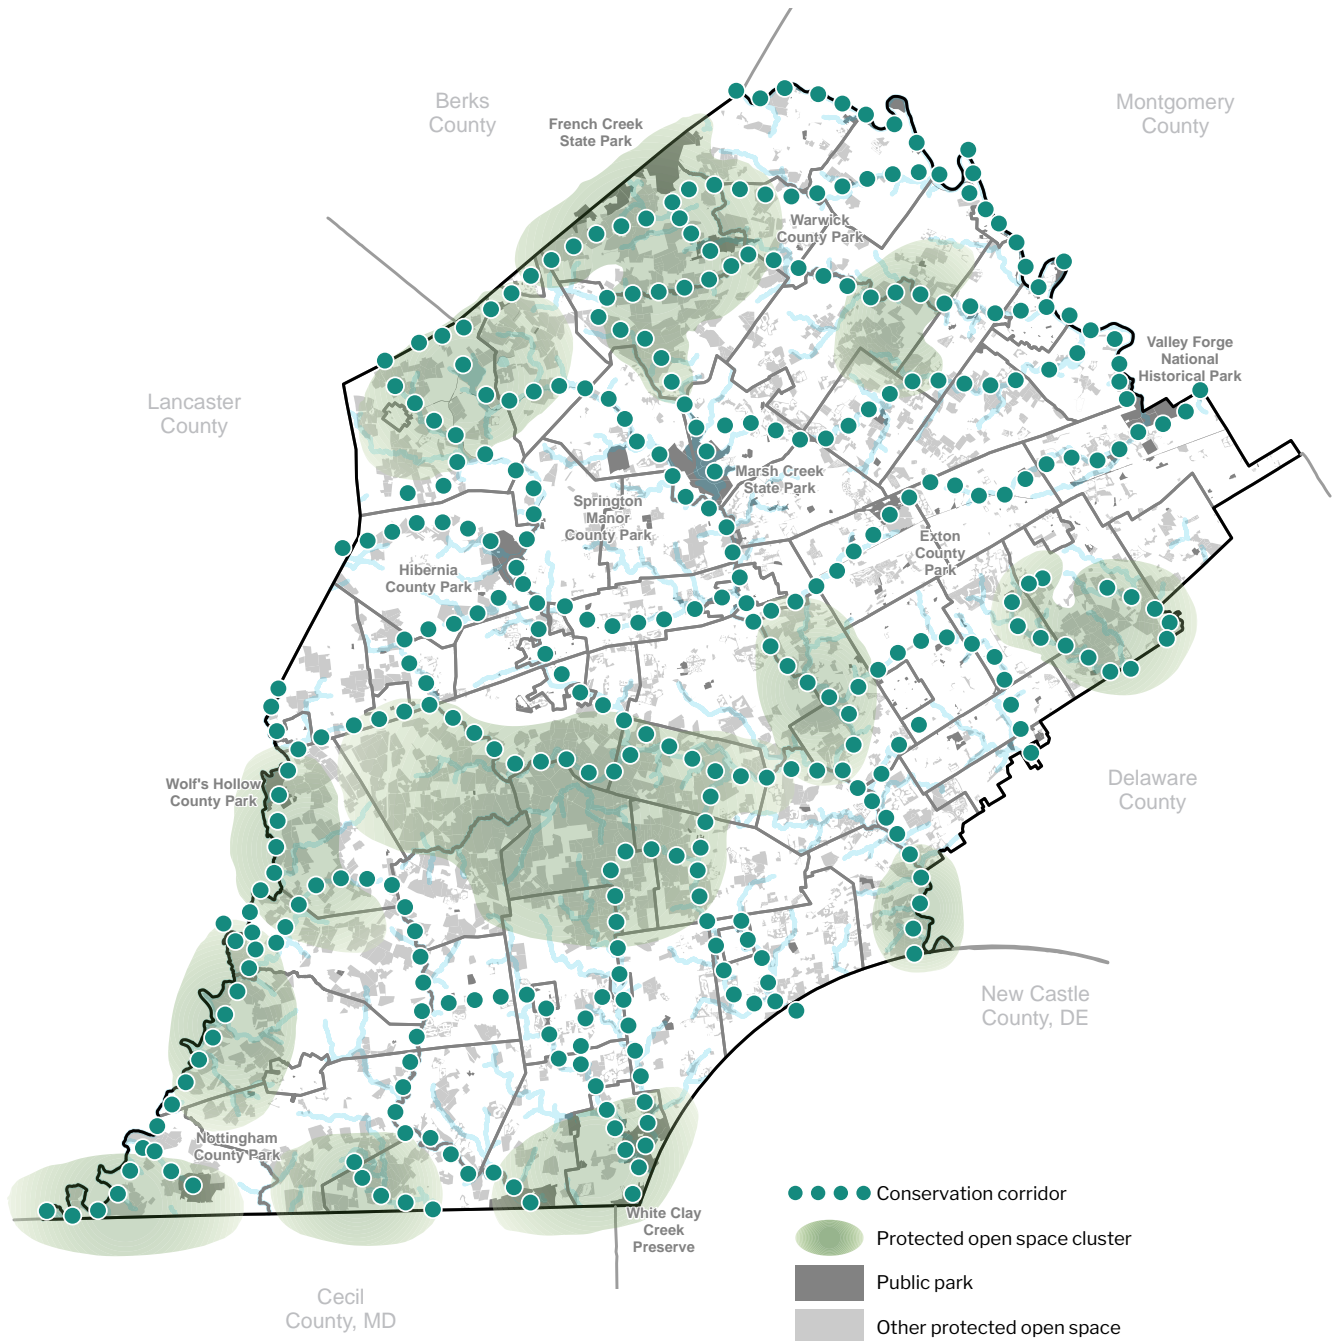 Berks
County
Montgomery
County
French Creek
State Park
Warwick
County Park
Valley Forge
National
Historical Park
Lancaster
County
Marsh Creek
State Park
Springton
Manor
County Park
Exton
County
Park
Hibernia
County Park
Wolf's Hollow
County Park
Delaware
County
New Castle
County, DE
Nottingham
County Park
White Clay
Creek
Preserve
Cecil
County, MD
Conservation corridor
Protected open space cluster
Public park
Other protected open space